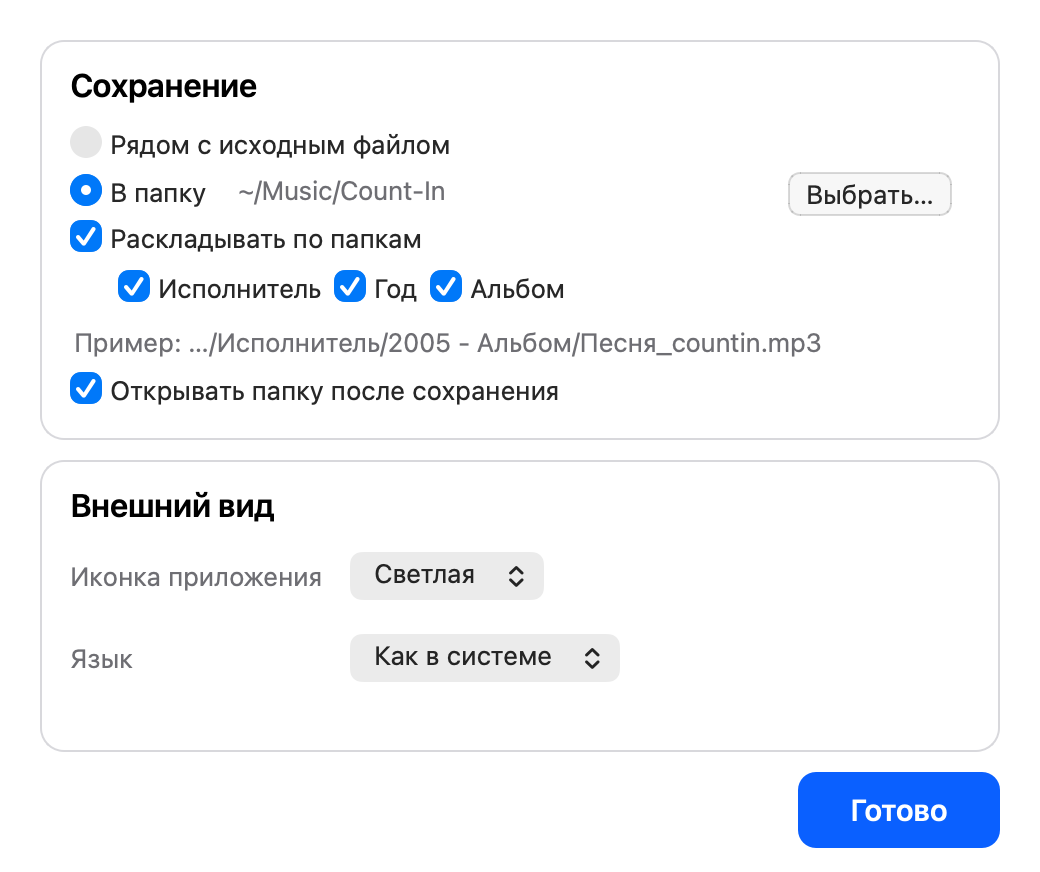 Сохранение
Рядом с исходным файлом
В папку ~/Music/Count-In Выбрать...
Раскладывать по папкам
Исполнитель Год Альбом
Пример: .../Исполнитель/2005 - Альбом/Песня_countin.mp3
Открывать папку после сохранения
Внешний вид
Иконка приложения Светлая
Язык Как в системе
Готово